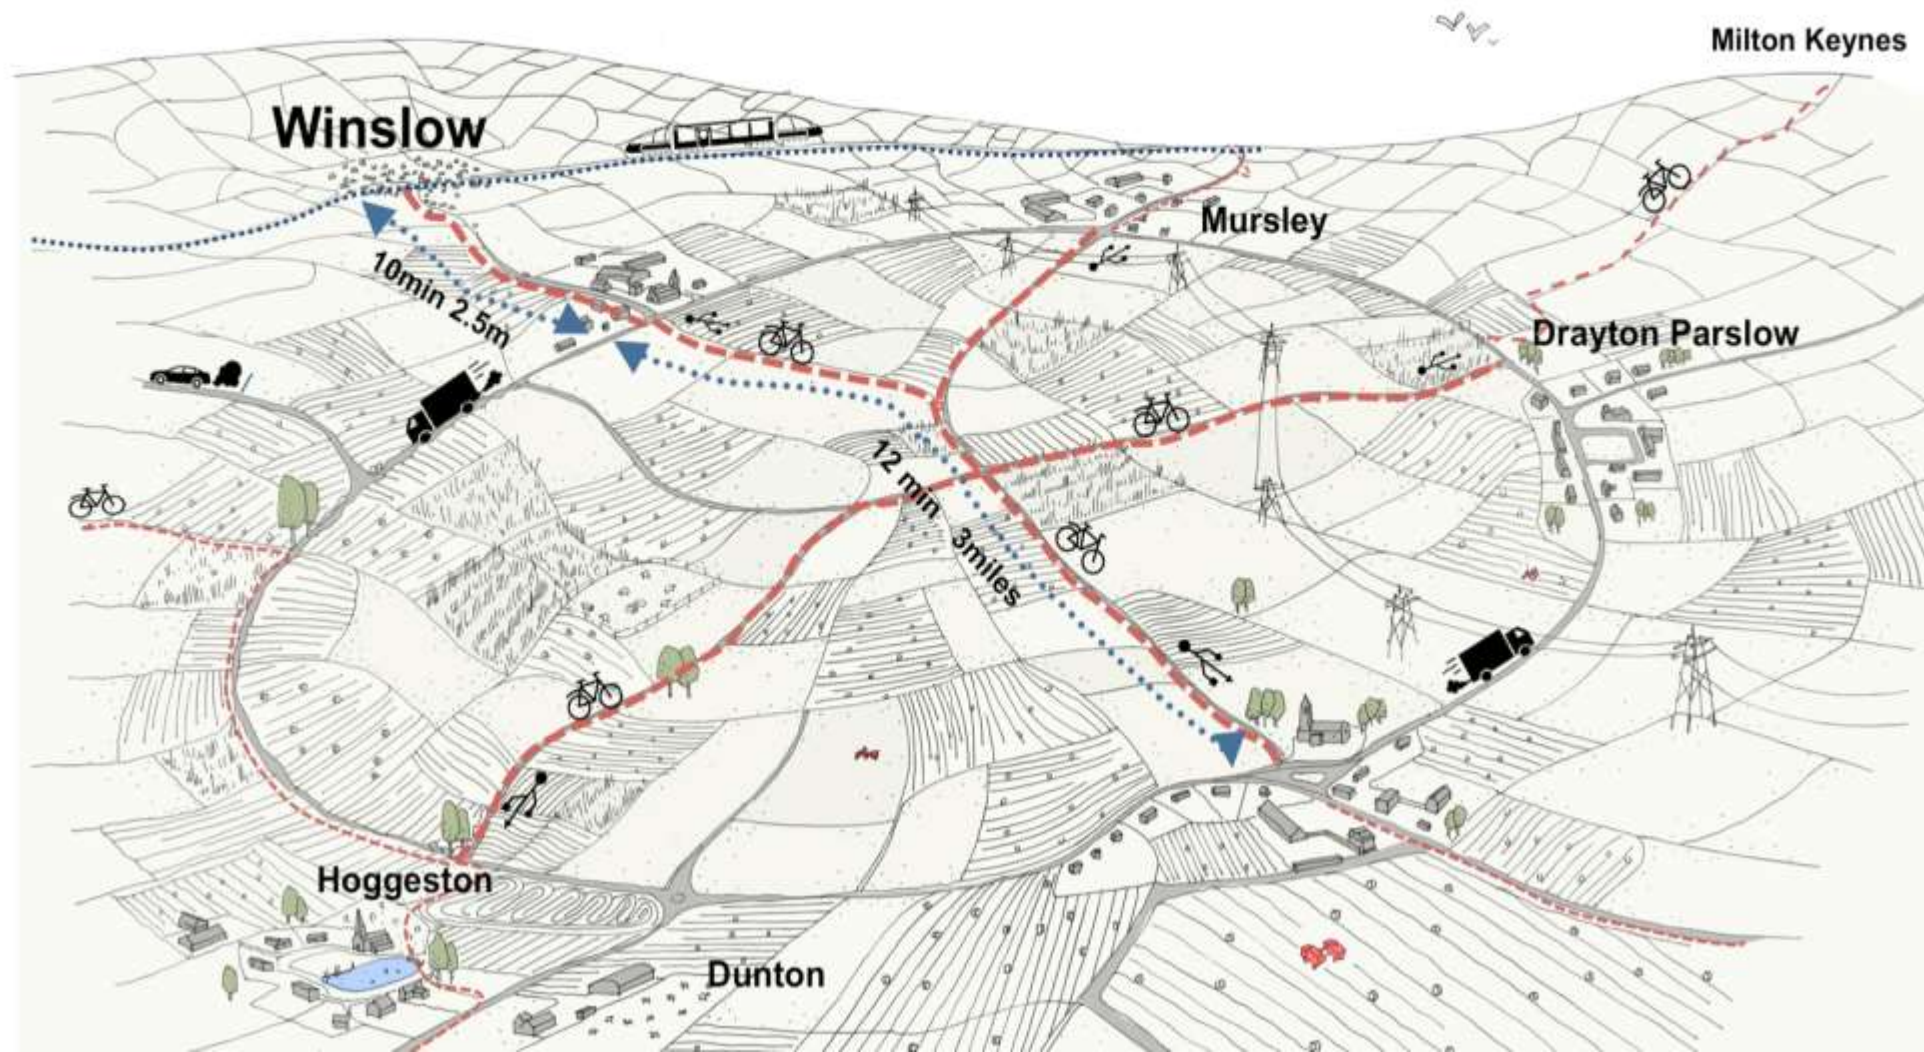 Milton Keynes
Winslow
Mursley
10min 2.5m
Drayton Parslow
12 min 3miles
Hoggeston
Dunton